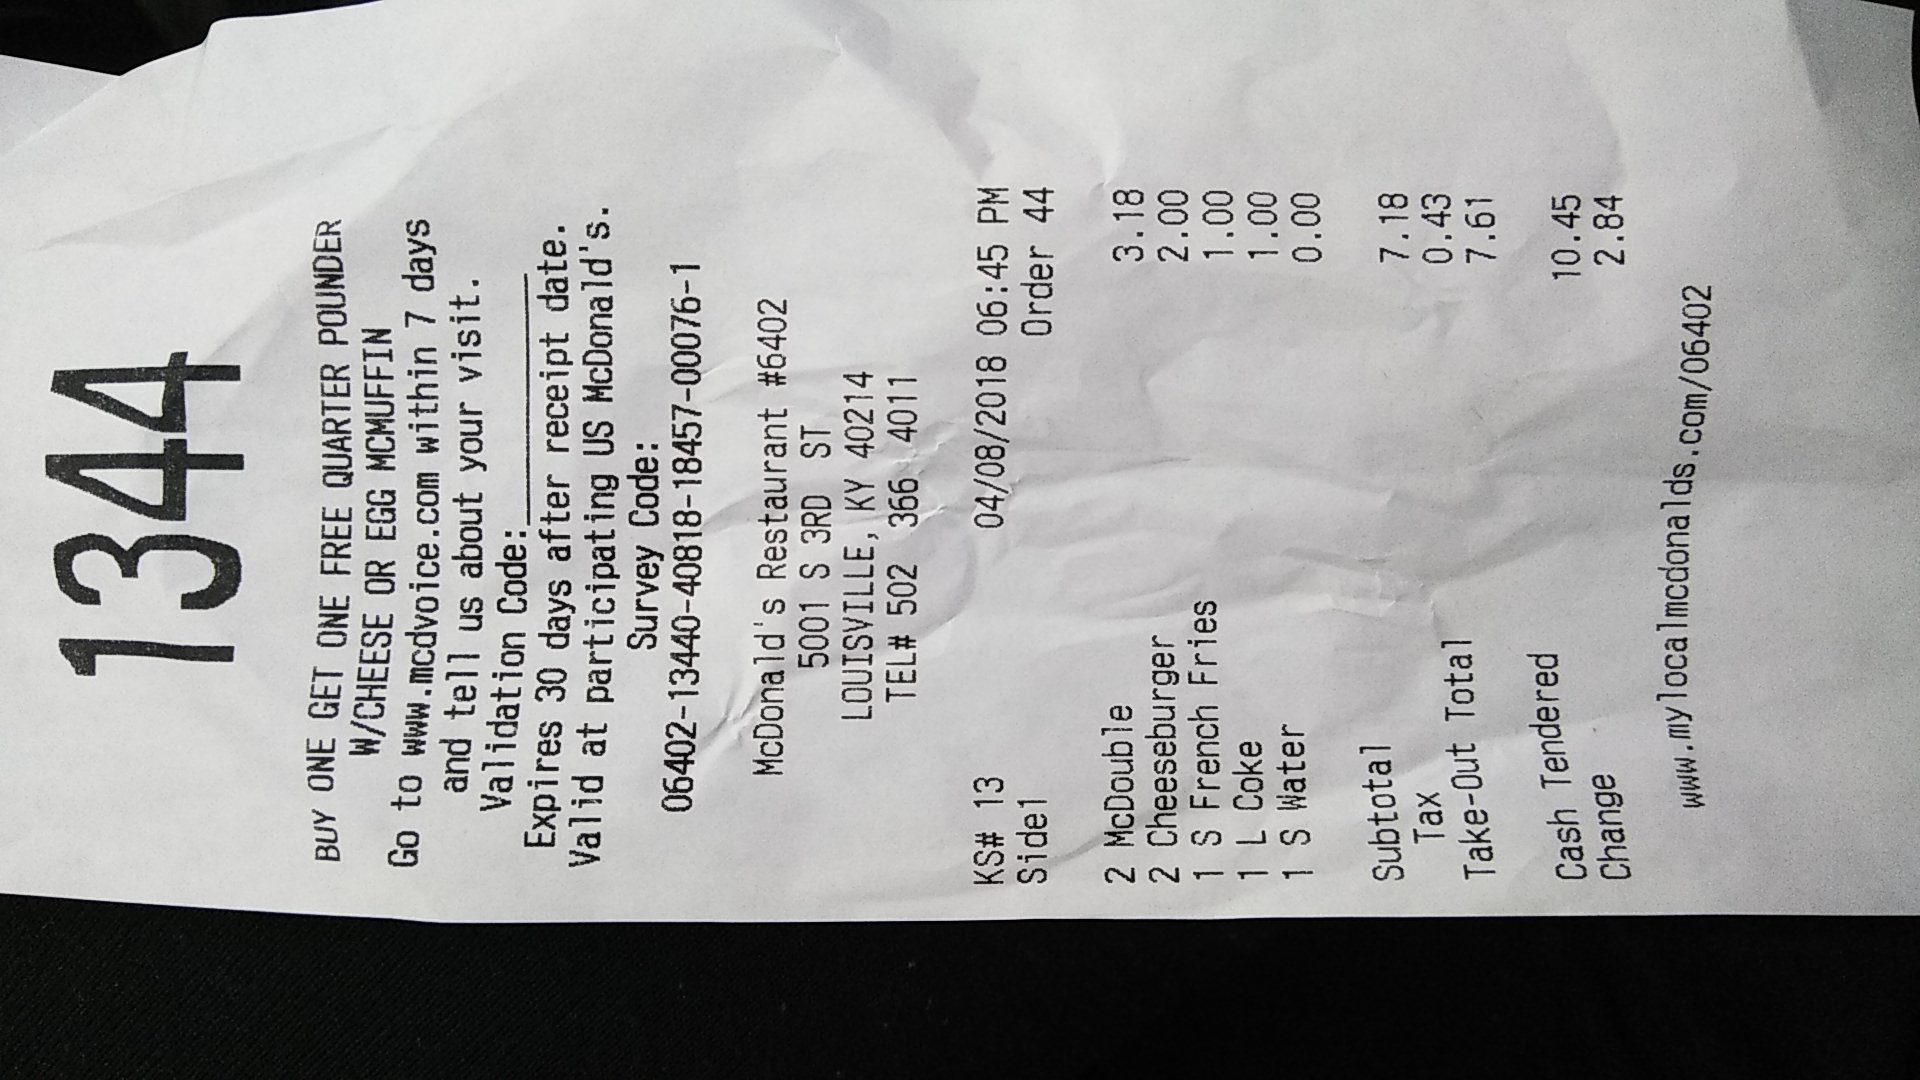 1344
BUY ONE GET ONE FREE QUARTER POUNDER
W/CHEESE OR EGG MCMUFFIN
Go to www.mcdvoice.com within 7 days
and tell us about your visit.
Validation Code:__________
Expires 30 days after receipt date.
Valid at participating US McDonald's.
Survey Code:
06402-13440-40818-18457-00076-1
McDonald's Restaurant #6402
5001 S 3RD ST
LOUISVILLE, KY 40214
TEL# 502 366 4011
KS# 13 04/08/2018 06:45 PM
Side1 Order 44
2 McDouble 3.18
2 Cheeseburger 2.00
1 S French Fries 1.00
1 L Coke 1.00
1 S Water 0.00
Subtotal 7.18
Tax 0.43
Take-Out Total 7.61
Cash Tendered 10.45
Change 2.84
www.mylocalmcdonalds.com/06402